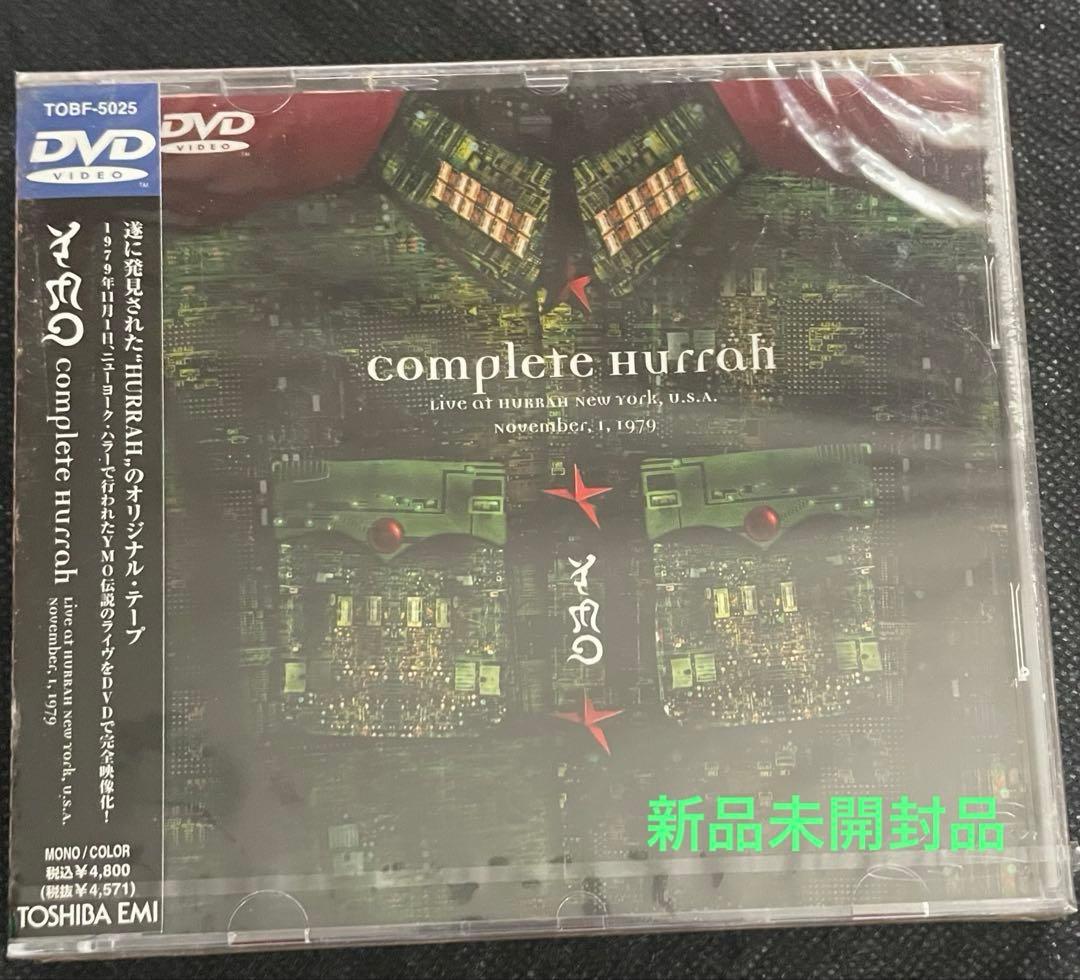 TOBF-5025
DVD
VIDEO
TM
遂に発見された“HURRAH”のオリジナル・テープ
1979年11月1日、ニューヨーク・ハラーで行われたYMO伝説のライヴをDVDで完全映像化！
YMO complete Hurrah
Live at HURRAH New York, U.S.A.
November, 1, 1979
MONO/COLOR
税込¥4,800
(税抜¥4,571)
TOSHIBA EMI
DVD
VIDEO
TM
complete Hurrah
Live at HURRAH New York, U.S.A.
November, 1, 1979
YMO
新品未開封品